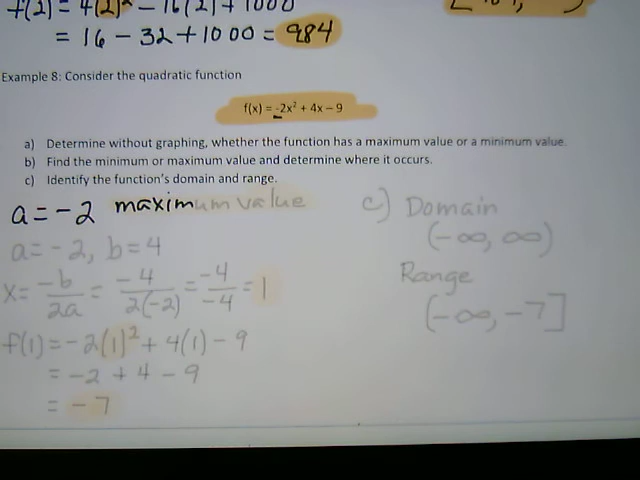 f(2) = 4(2)² − 16(2) + 1000
= 16 − 32 + 1000 = 984
Example 8: Consider the quadratic function
f(x) = -2x² + 4x – 9
a) Determine without graphing, whether the function has a maximum value or a minimum value.
b) Find the minimum or maximum value and determine where it occurs.
c) Identify the function's domain and range.
a = -2 maximum value
a = -2, b = 4
x = -b/2a = -4/2(-2) = -4/-4 = 1
f(1) = -2(1)² + 4(1) - 9
= -2 + 4 - 9
= -7
c) Domain
(-∞, ∞)
Range
(-∞, -7]